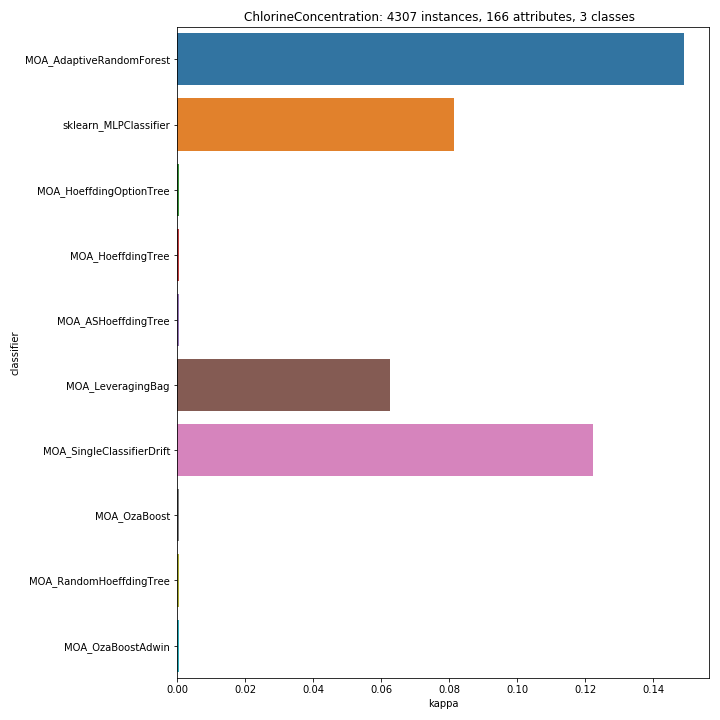 ChlorineConcentration: 4307 instances, 166 attributes, 3 classes
MOA_AdaptiveRandomForest
sklearn_MLPClassifier
MOA_HoeffdingOptionTree
MOA_HoeffdingTree
MOA_ASHoeffdingTree
classifier
MOA_LeveragingBag
MOA_SingleClassifierDrift
MOA_OzaBoost
MOA_RandomHoeffdingTree
MOA_OzaBoostAdwin
0.00 0.02 0.04 0.06 0.08 0.10 0.12 0.14
kappa